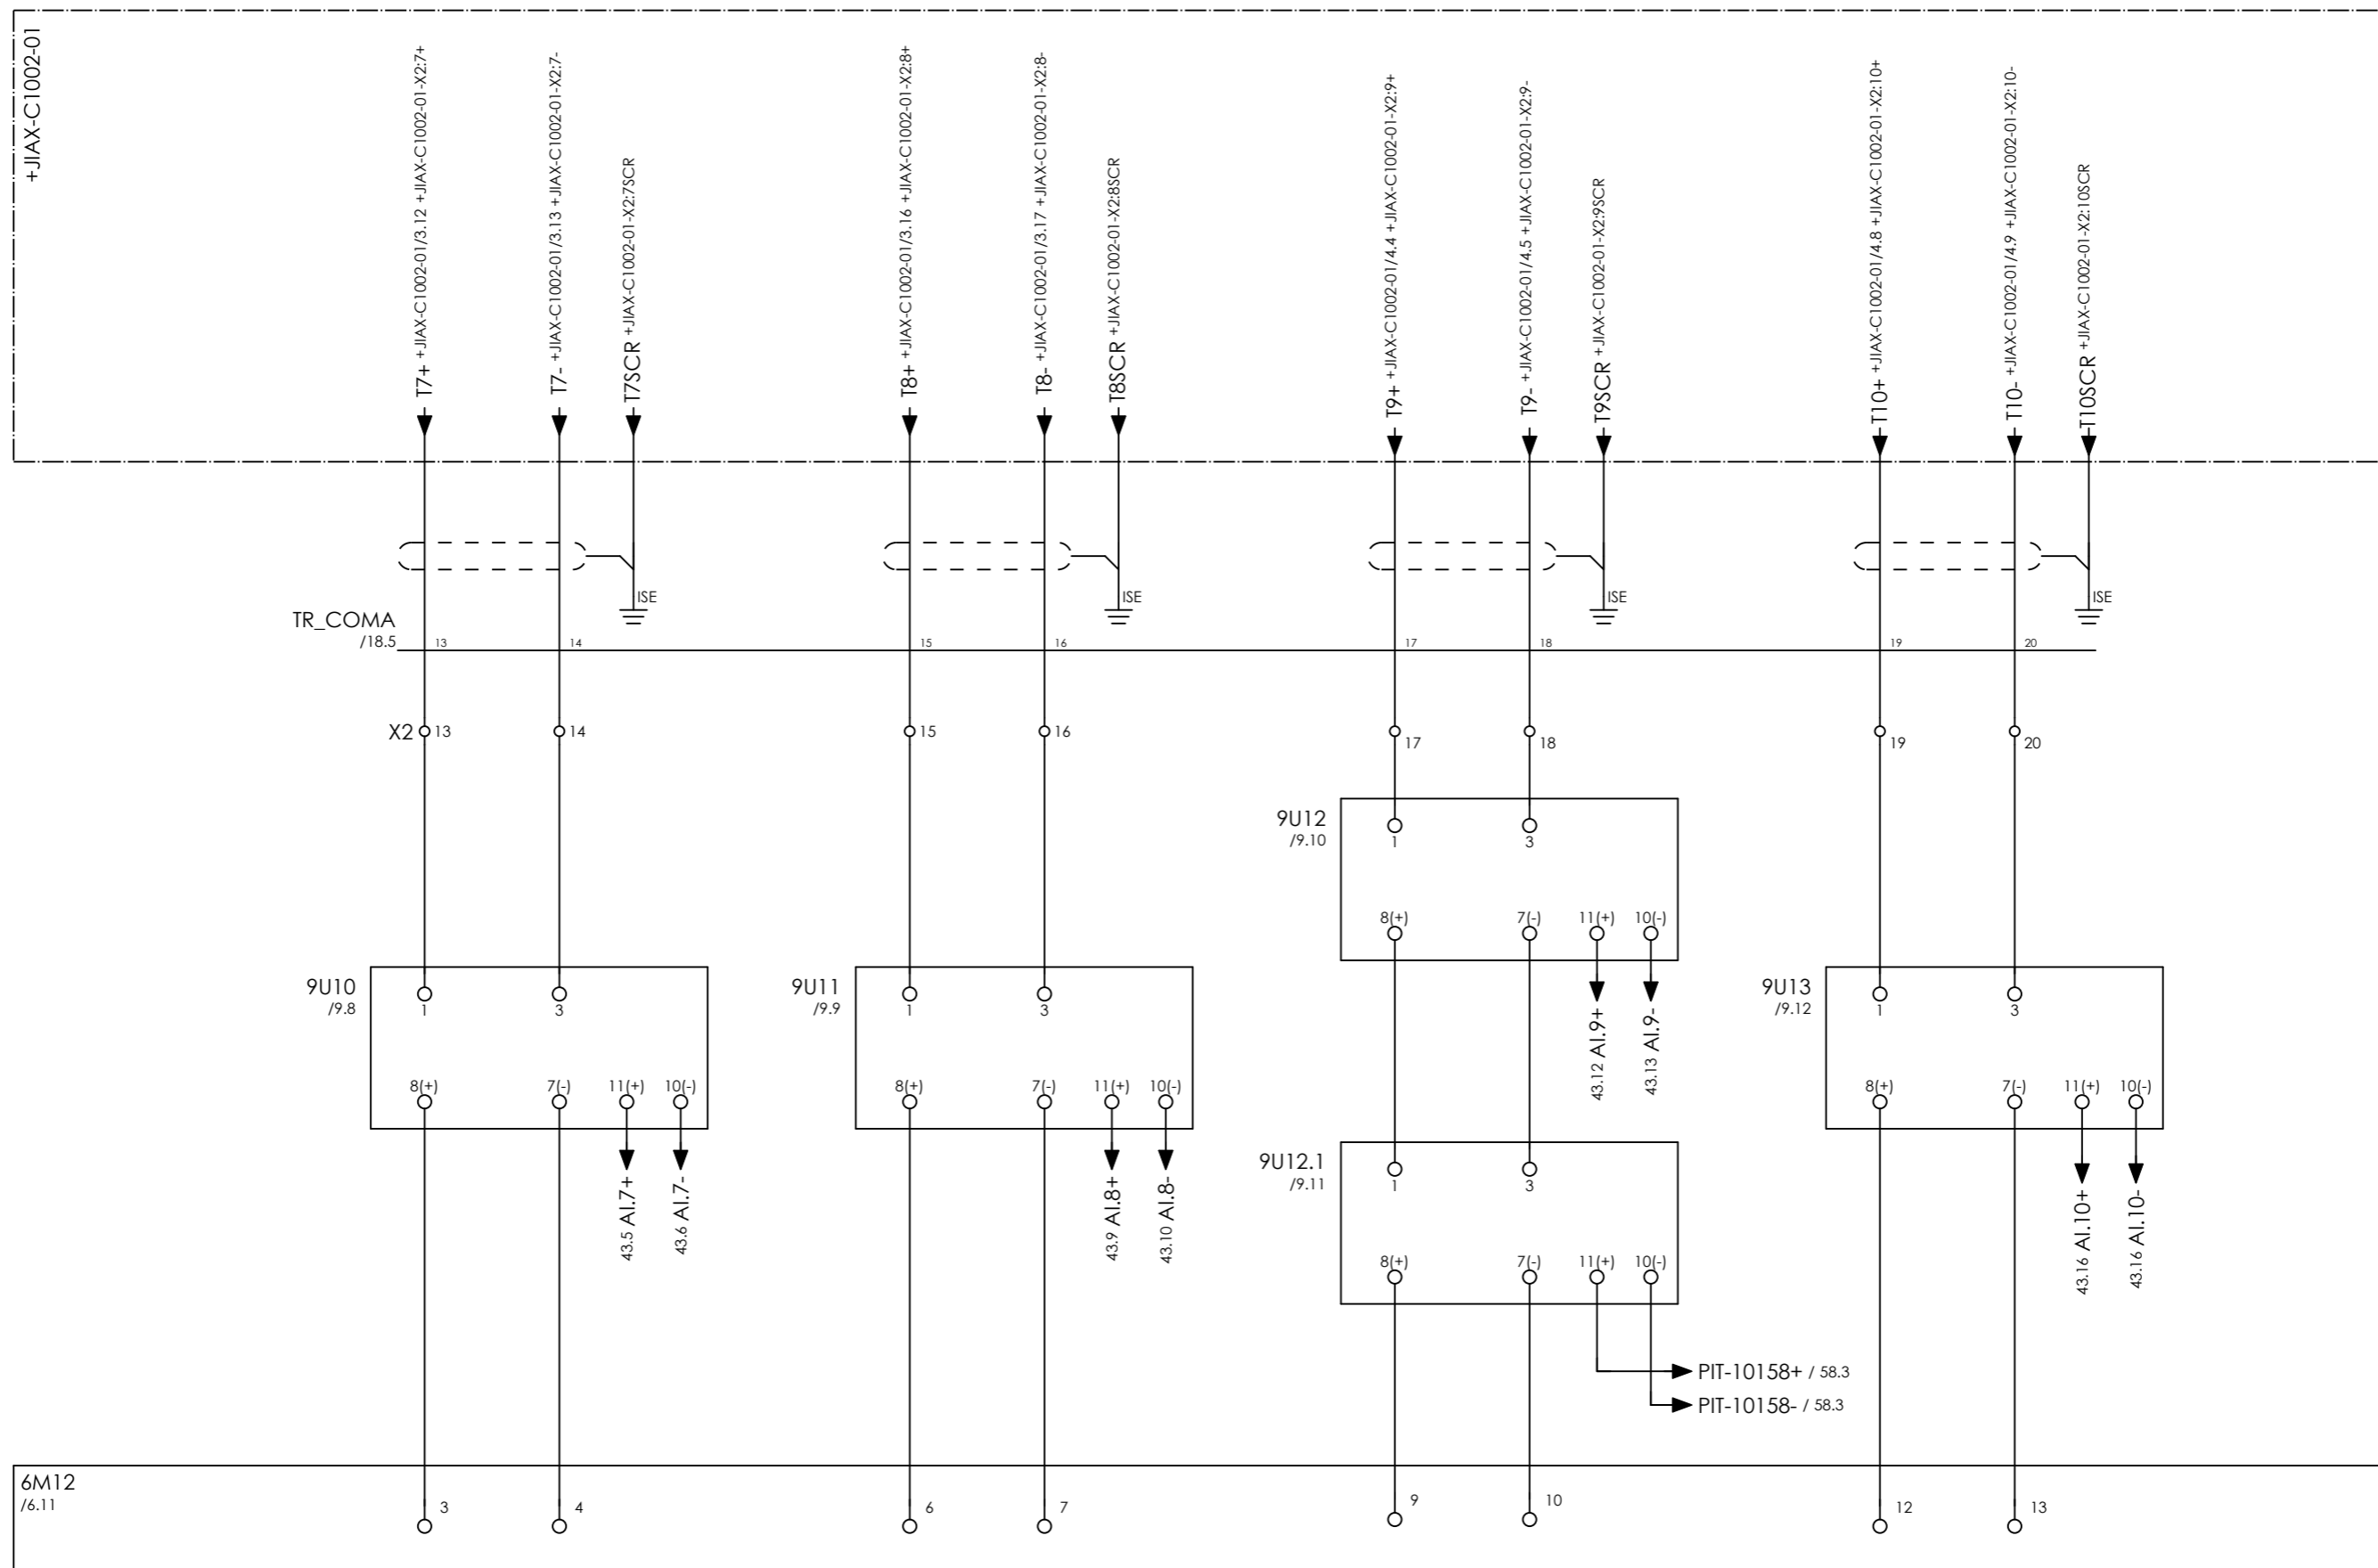 +JIAX-C1002-01
T7+ +JIAX-C1002-01/3.12 +JIAX-C1002-01-X2:7+
T7- +JIAX-C1002-01/3.13 +JIAX-C1002-01-X2:7-
T7SCR +JIAX-C1002-01-X2:7SCR
T8+ +JIAX-C1002-01/3.16 +JIAX-C1002-01-X2:8+
T8- +JIAX-C1002-01/3.17 +JIAX-C1002-01-X2:8-
T8SCR +JIAX-C1002-01-X2:8SCR
T9+ +JIAX-C1002-01/4.4 +JIAX-C1002-01-X2:9+
T9- +JIAX-C1002-01/4.5 +JIAX-C1002-01-X2:9-
T9SCR +JIAX-C1002-01-X2:9SCR
T10+ +JIAX-C1002-01/4.8 +JIAX-C1002-01-X2:10+
T10- +JIAX-C1002-01/4.9 +JIAX-C1002-01-X2:10-
T10SCR +JIAX-C1002-01-X2:10SCR
ISE ISE ISE ISE
TR_COMA
/18.5 13 14 15 16 17 18 19 20
X2 13 14 15 16 17 18 19 20
9U12
/9.10
1 3
8(+) 7(-) 11(+) 10(-)
43.12 AI.9+
43.13 AI.9-
9U10
/9.8
1 3
8(+) 7(-) 11(+) 10(-)
43.5 AI.7+
43.6 AI.7-
9U11
/9.9
1 3
8(+) 7(-) 11(+) 10(-)
43.9 AI.8+
43.10 AI.8-
9U13
/9.12
1 3
8(+) 7(-) 11(+) 10(-)
43.16 AI.10+
43.16 AI.10-
9U12.1
/9.11
1 3
8(+) 7(-) 11(+) 10(-)
PIT-10158+ / 58.3
PIT-10158- / 58.3
6M12
/6.11
3 4 6 7 9 10 12 13